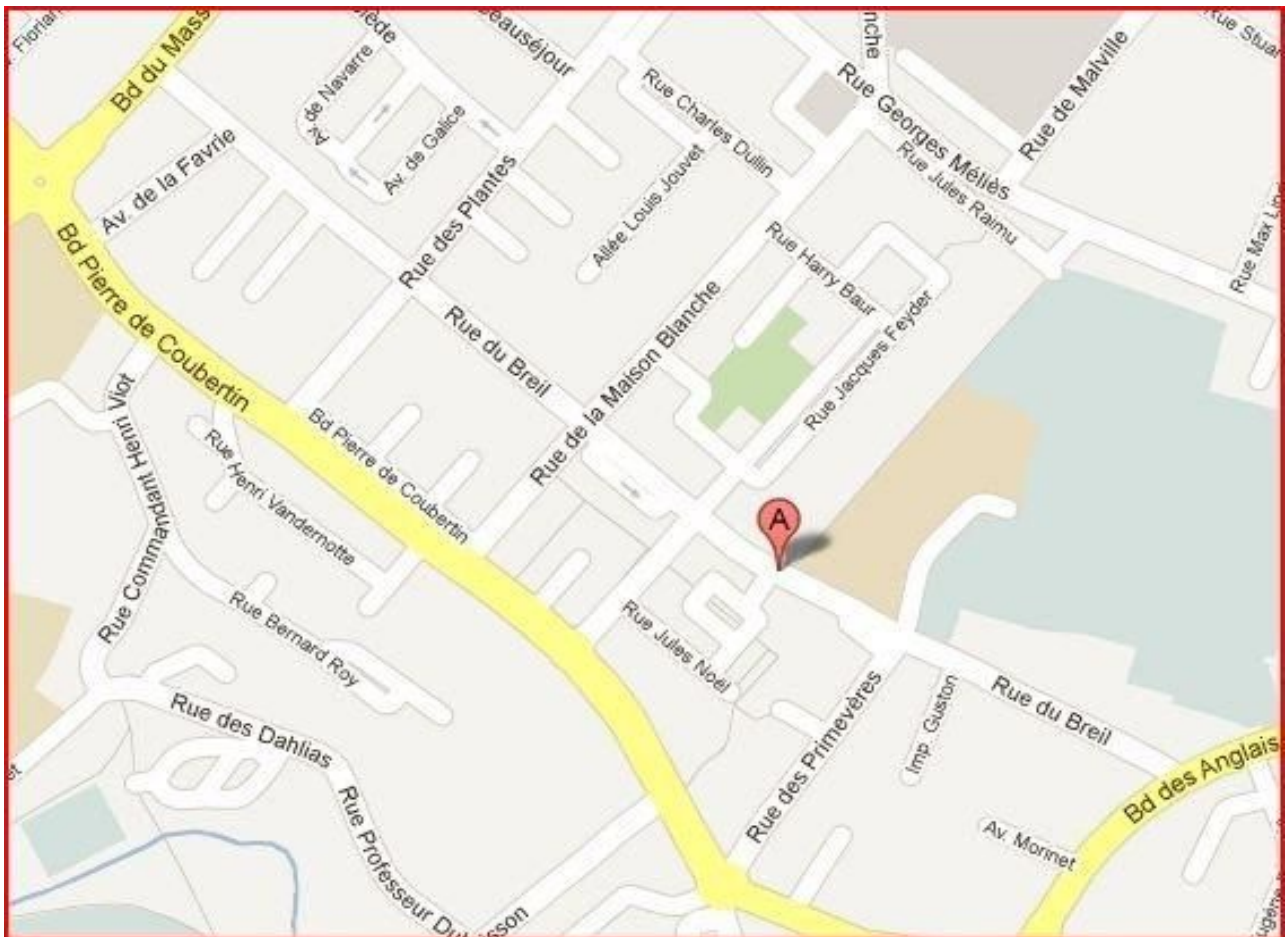 Bd du Mass
Beauséjour
Rue Georges Méliès
Rue de Malville
Rue Stuar
Av. de Navarre
Av. de Galice
Rue Charles Dullin
Av. de la Favrie
Rue des Plantes
Allée Louis Jouvet
Rue Jules Raimu
Rue Max Lin
Bd Pierre de Coubertin
Rue Harry Baur
Rue du Breil
Rue de la Maison Blanche
Rue Jacques Feyder
Rue Commandant Henri Viot
Bd Pierre de Coubertin
Rue Henri Vandernotte
A
Rue Bernard Roy
Rue Jules Noël
Rue des Primevères
Imp. Guston
Rue du Breil
Rue des Dahlias
Bd des Anglais
Rue Professeur Du
sson
Av. Morinet